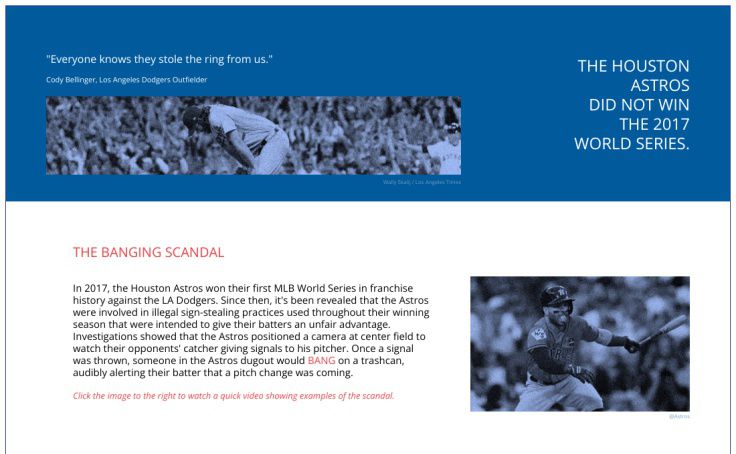 "Everyone knows they stole the ring from us."
Cody Bellinger, Los Angeles Dodgers Outfielder
Wally Skalij / Los Angeles Times
THE HOUSTON
ASTROS
DID NOT WIN
THE 2017
WORLD SERIES.
THE BANGING SCANDAL
In 2017, the Houston Astros won their first MLB World Series in franchise
history against the LA Dodgers. Since then, it's been revealed that the Astros
were involved in illegal sign-stealing practices used throughout their winning
season that were intended to give their batters an unfair advantage.
Investigations showed that the Astros positioned a camera at center field to
watch their opponents' catcher giving signals to his pitcher. Once a signal
was thrown, someone in the Astros dugout would BANG on a trashcan,
audibly alerting their batter that a pitch change was coming.
Click the image to the right to watch a quick video showing examples of the scandal.
@Astros